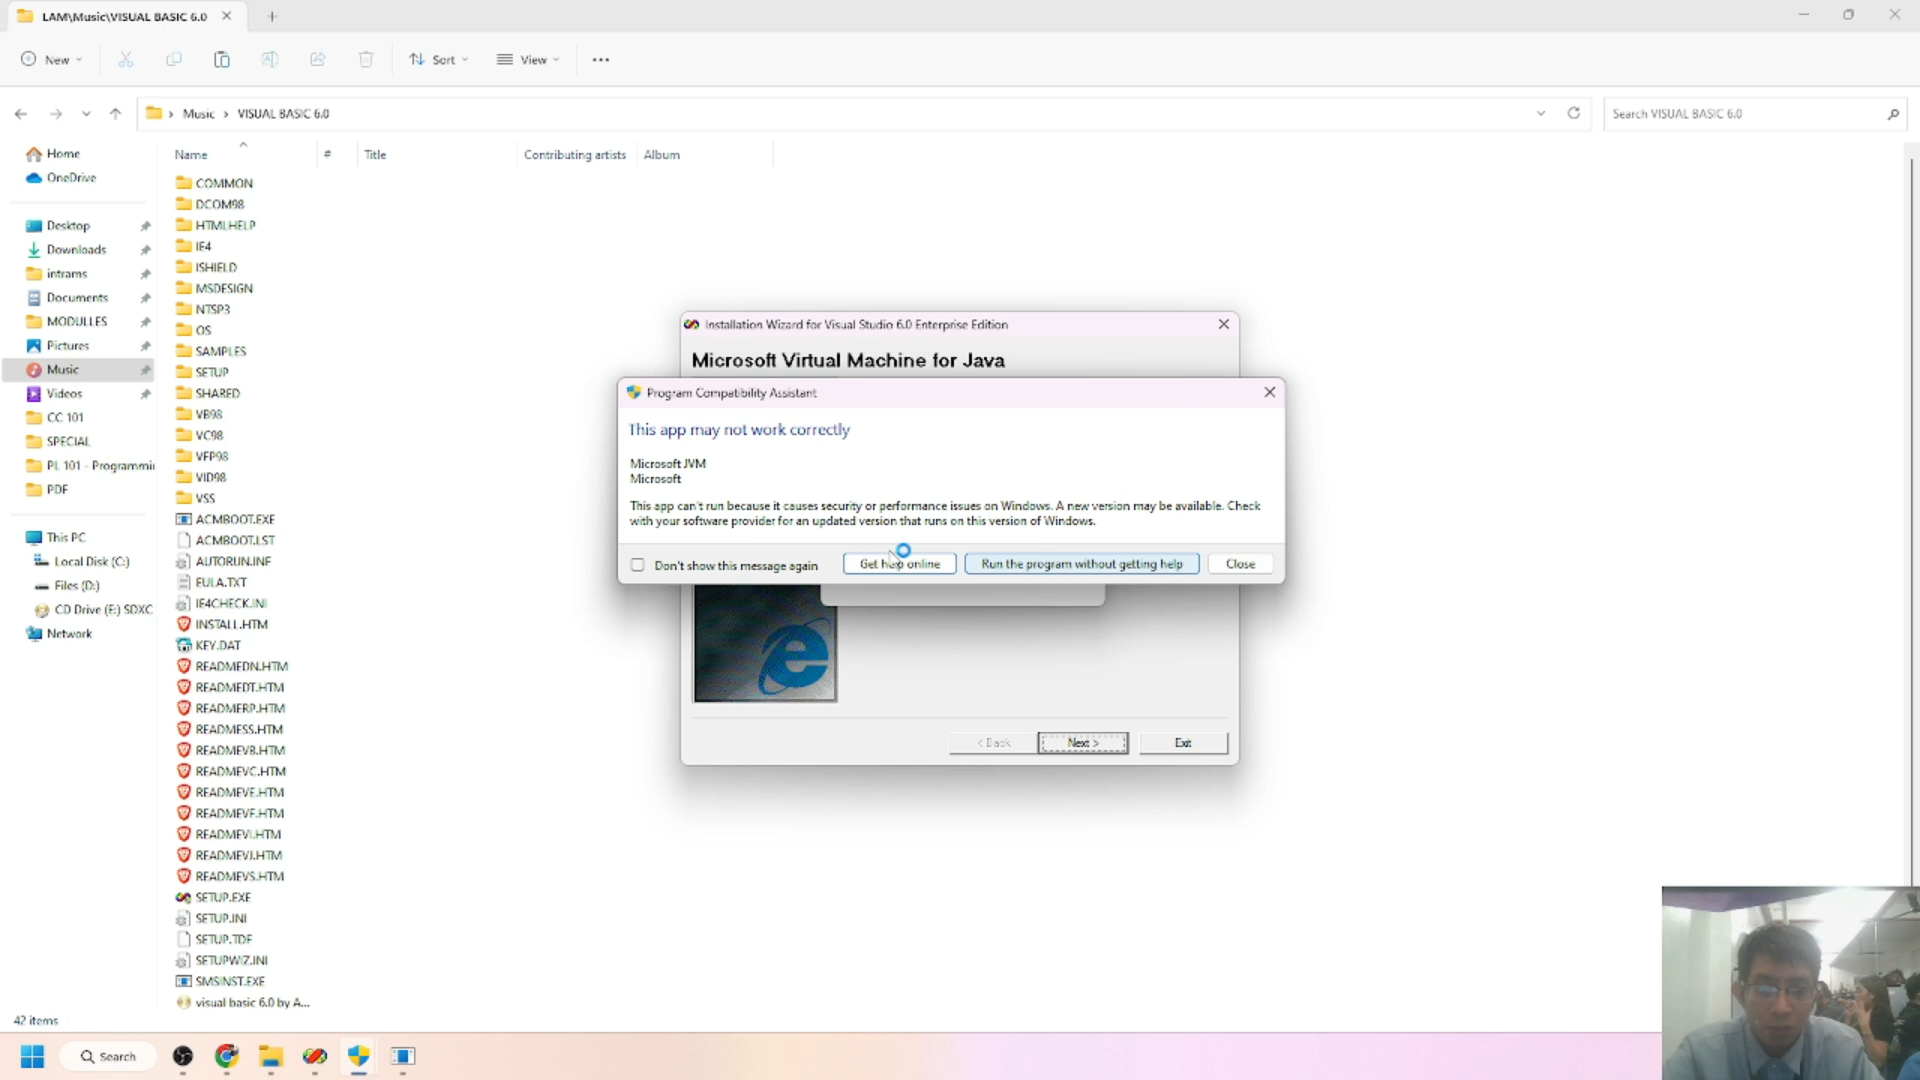 LAM\Music\VISUAL BASIC 6.0
New
Sort
View
Music
VISUAL BASIC 6.0
Search VISUAL BASIC 6.0
Home
OneDrive
Desktop
Downloads
intrams
Documents
MODULLES
Pictures
Music
Videos
CC 101
SPECIAL
PL 101 - Programmi
PDF
This PC
Local Disk (C:)
Files (D:)
CD Drive (E:) SDXC
Network
Name
#
Title
Contributing artists
Album
COMMON
DCOM98
HTMLHELP
IE4
ISHIELD
MSDESIGN
NTSP3
OS
SAMPLES
SETUP
SHARED
VB98
VC98
VFP98
VID98
VSS
ACMBOOT.EXE
ACMBOOT.LST
AUTORUN.INF
EULA.TXT
IE4CHECK.INI
INSTALL.HTM
KEY.DAT
READMEDN.HTM
READMEDT.HTM
READMERP.HTM
READMESS.HTM
READMEVB.HTM
READMEVC.HTM
READMEVE.HTM
READMEVF.HTM
READMEVI.HTM
READMEVJ.HTM
READMEVS.HTM
SETUP.EXE
SETUP.INI
SETUP.TDF
SETUPWIZ.INI
SMSINST.EXE
visual basic 6.0 by A...
42 items
Installation Wizard for Visual Studio 6.0 Enterprise Edition
Microsoft Virtual Machine for Java
Program Compatibility Assistant
This app may not work correctly
Microsoft JVM
Microsoft
This app can't run because it causes security or performance issues on Windows. A new version may be available. Check
with your software provider for an updated version that runs on this version of Windows.
Don't show this message again
Get help online
Run the program without getting help
Close
< Back
Next >
Exit
Search